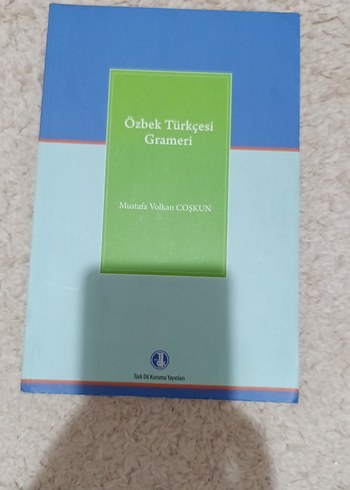 Özbek Türkçesi
Grameri
Mustafa Volkan COŞKUN
Türk Dil Kurumu Yayınları